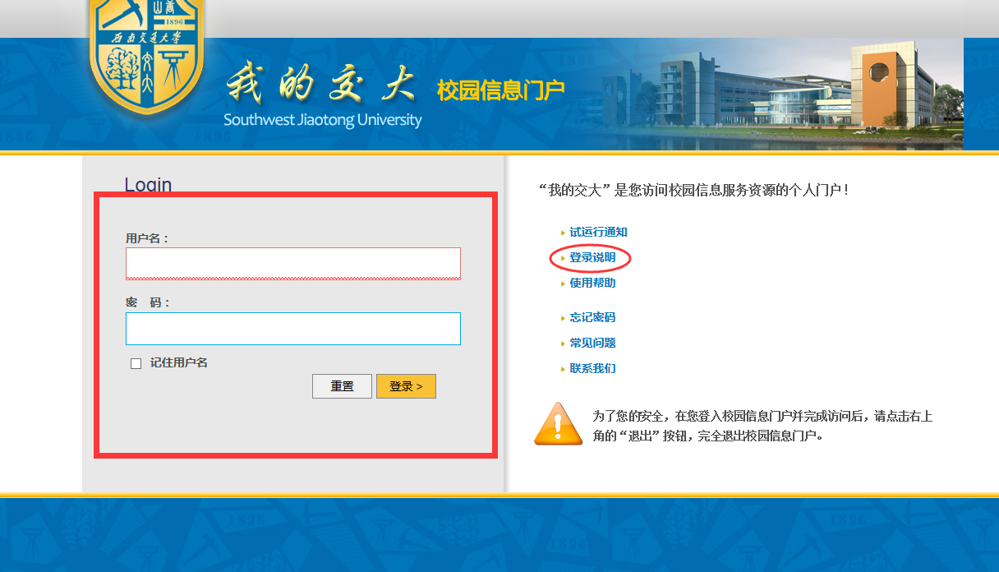 1896
西南交通大学
我的交大 校园信息门户
Southwest Jiaotong University
Login
用户名：
密 码：
记住用户名
重置 登录 >
“我的交大”是您访问校园信息服务资源的个人门户！
试运行通知
登录说明
使用帮助
忘记密码
常见问题
联系我们
为了您的安全，在您登入校园信息门户并完成访问后，请点击右上
角的“退出”按钮，完全退出校园信息门户。